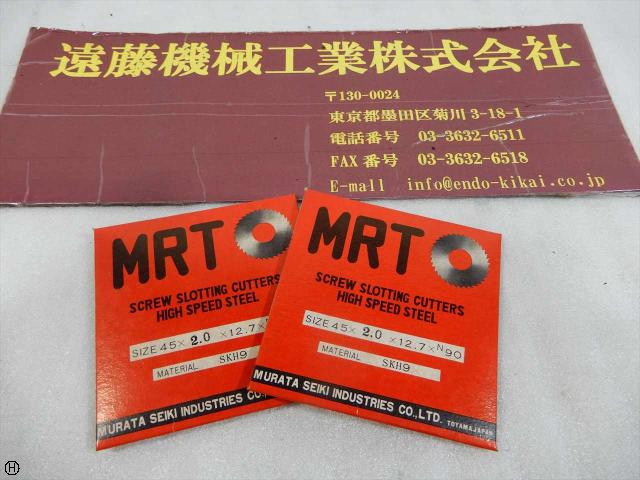 遠藤機械工業株式会社
〒130-0024
東京都墨田区菊川3-18-1
電話番号 03-3632-6511
FAX番号 03-3632-6518
E-mail info@endo-kikai.co.jp
MRT
SCREW SLOTTING CUTTERS
HIGH SPEED STEEL
SIZE 45× 2.0 ×12.7×N
MATERIAL SKH9
MURATA SEIKI INDUSTRIES CO.,
MRT
SCREW SLOTTING CUTTERS
HIGH SPEED STEEL
SIZE 45× 2.0 ×12.7×N90
MATERIAL SKH9
MURATA SEIKI INDUSTRIES CO.,LTD. TOYAMA JAPAN
H